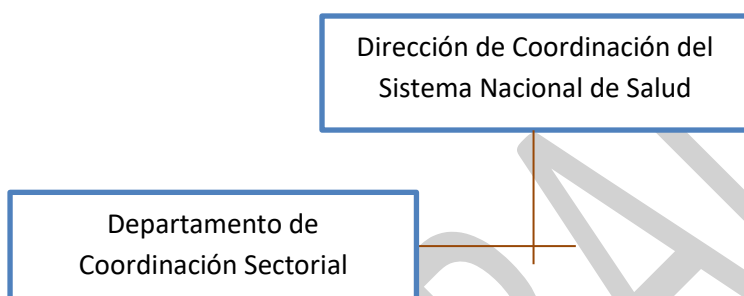 Dirección de Coordinación del
Sistema Nacional de Salud
Departamento de
Coordinación Sectorial